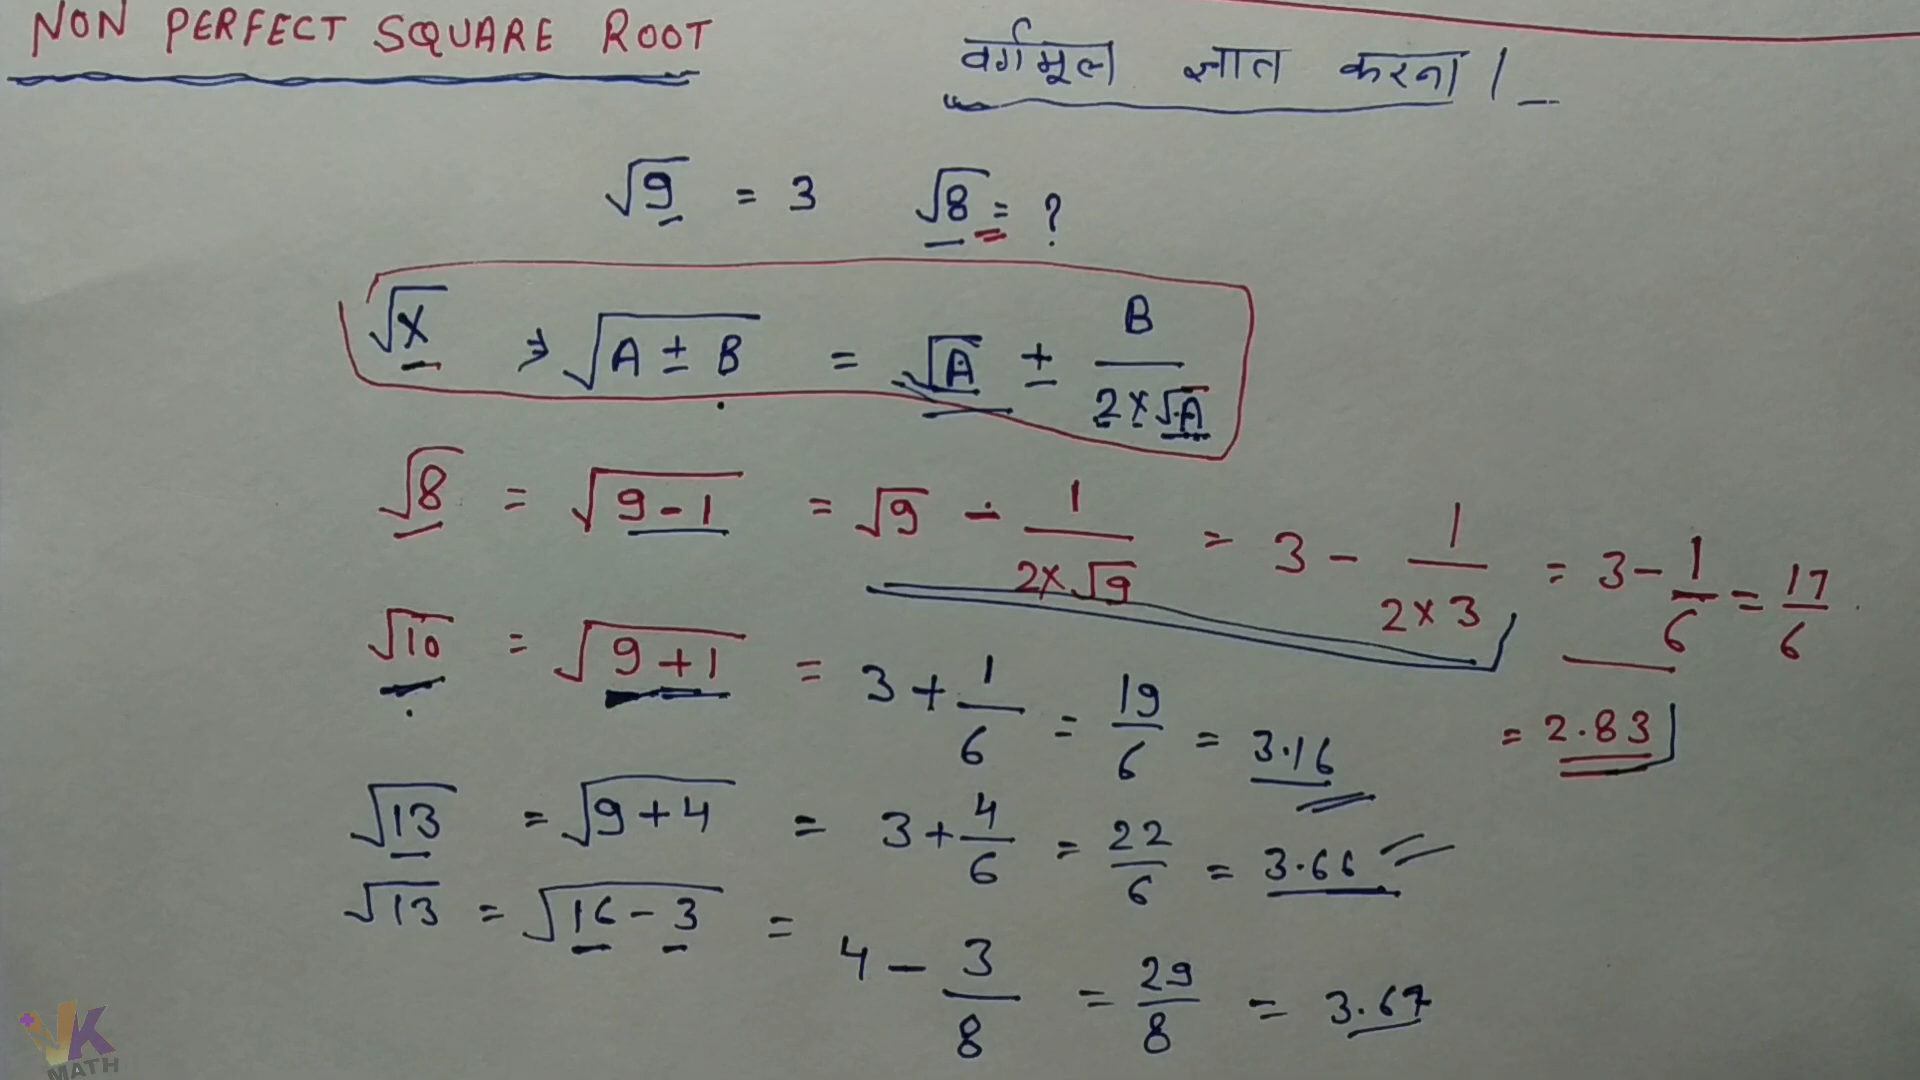 NON PERFECT SQUARE ROOT वर्गमूल ज्ञात करना। _
√9 = 3 √8 = ?
√X ⇒ √(A ± B) = √A ± B/(2×√A)
√8 = √(9-1) = √9 - 1/(2×√9) = 3 - 1/(2×3) = 3 - 1/6 = 17/6
= 2.83
√10 = √(9+1) = 3 + 1/6 = 19/6 = 3.16
√13 = √(9+4) = 3 + 4/6 = 22/6 = 3.66
√13 = √(16-3) = 4 - 3/8 = 29/8 = 3.67
VK
MATH